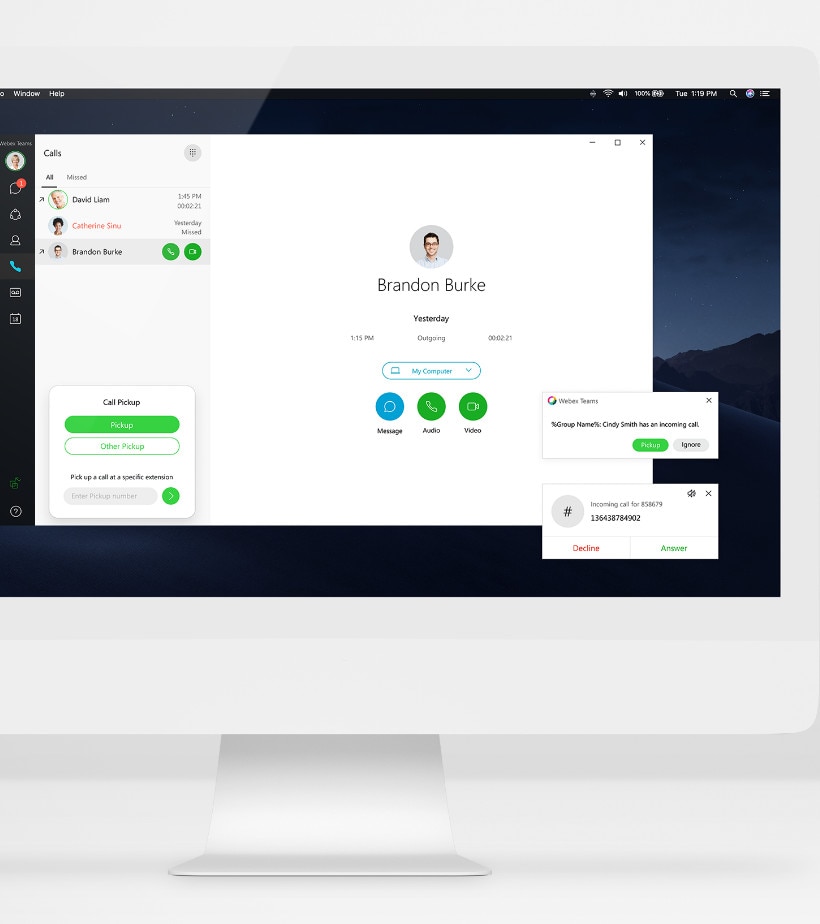 o Window Help
100%
Tue 1:19 PM
Webex Teams
1
18
Calls
All Missed
David Liam
1:45 PM
00:02:21
Catherine Sinu
Yesterday
Missed
Brandon Burke
Call Pickup
Pickup
Other Pickup
Pick up a call at a specific extension
Enter Pickup number
Brandon Burke
Yesterday
1:15 PM Outgoing 00:02:21
My Computer
Message Audio Video
Webex Teams
%Group Name%: Cindy Smith has an incoming call.
Pickup Ignore
#
Incoming call for 858679
136438784902
Decline Answer